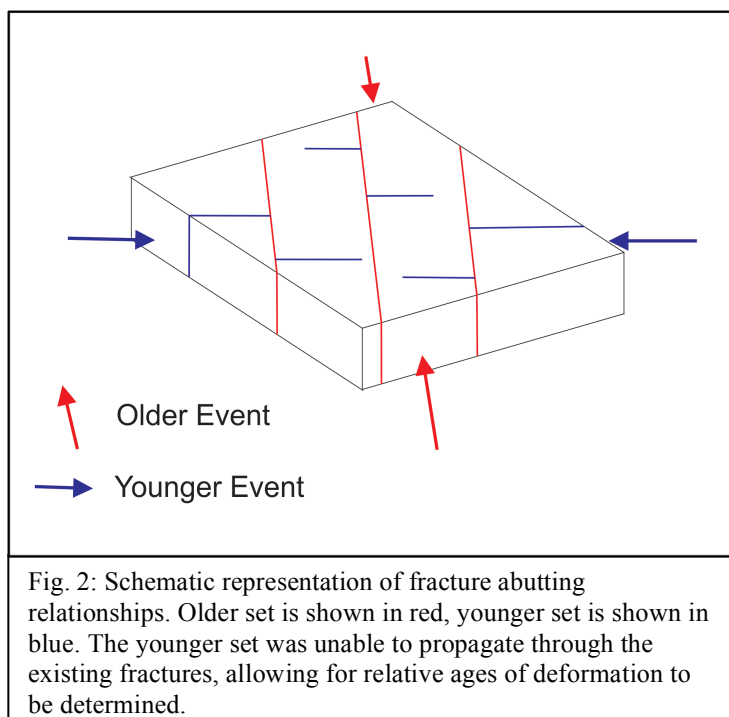 Older Event
Younger Event
Fig. 2: Schematic representation of fracture abutting
relationships. Older set is shown in red, younger set is shown in
blue. The younger set was unable to propagate through the
existing fractures, allowing for relative ages of deformation to
be determined.